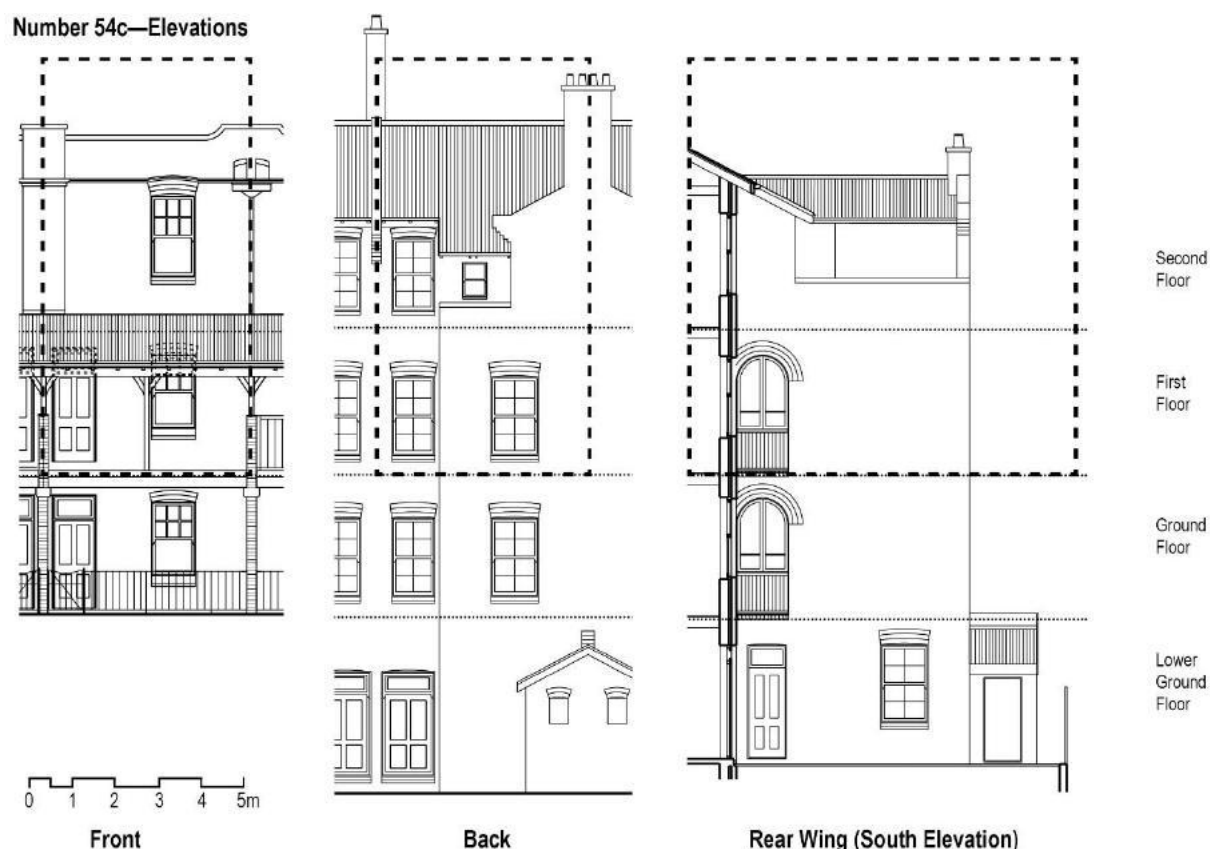 Number 54c—Elevations
Second
Floor
First
Floor
Ground
Floor
Lower
Ground
Floor
0 1 2 3 4 5m
Front
Back
Rear Wing (South Elevation)